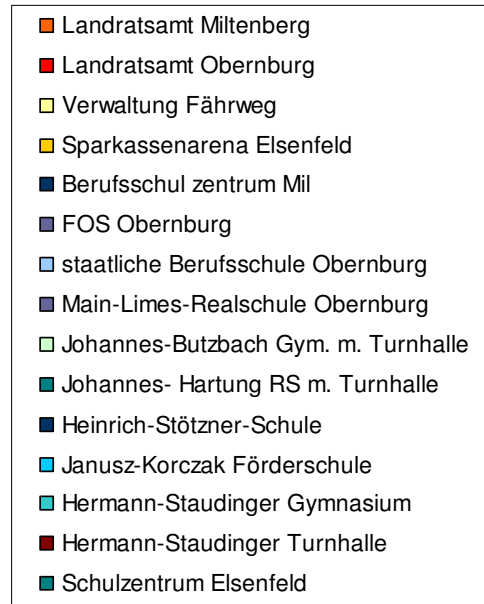 Landratsamt Miltenberg
Landratsamt Obernburg
Verwaltung Fährweg
Sparkassenarena Elsenfeld
Berufsschul zentrum Mil
FOS Obernburg
staatliche Berufsschule Obernburg
Main-Limes-Realschule Obernburg
Johannes-Butzbach Gym. m. Turnhalle
Johannes- Hartung RS m. Turnhalle
Heinrich-Stötzner-Schule
Janusz-Korczak Förderschule
Hermann-Staudinger Gymnasium
Hermann-Staudinger Turnhalle
Schulzentrum Elsenfeld